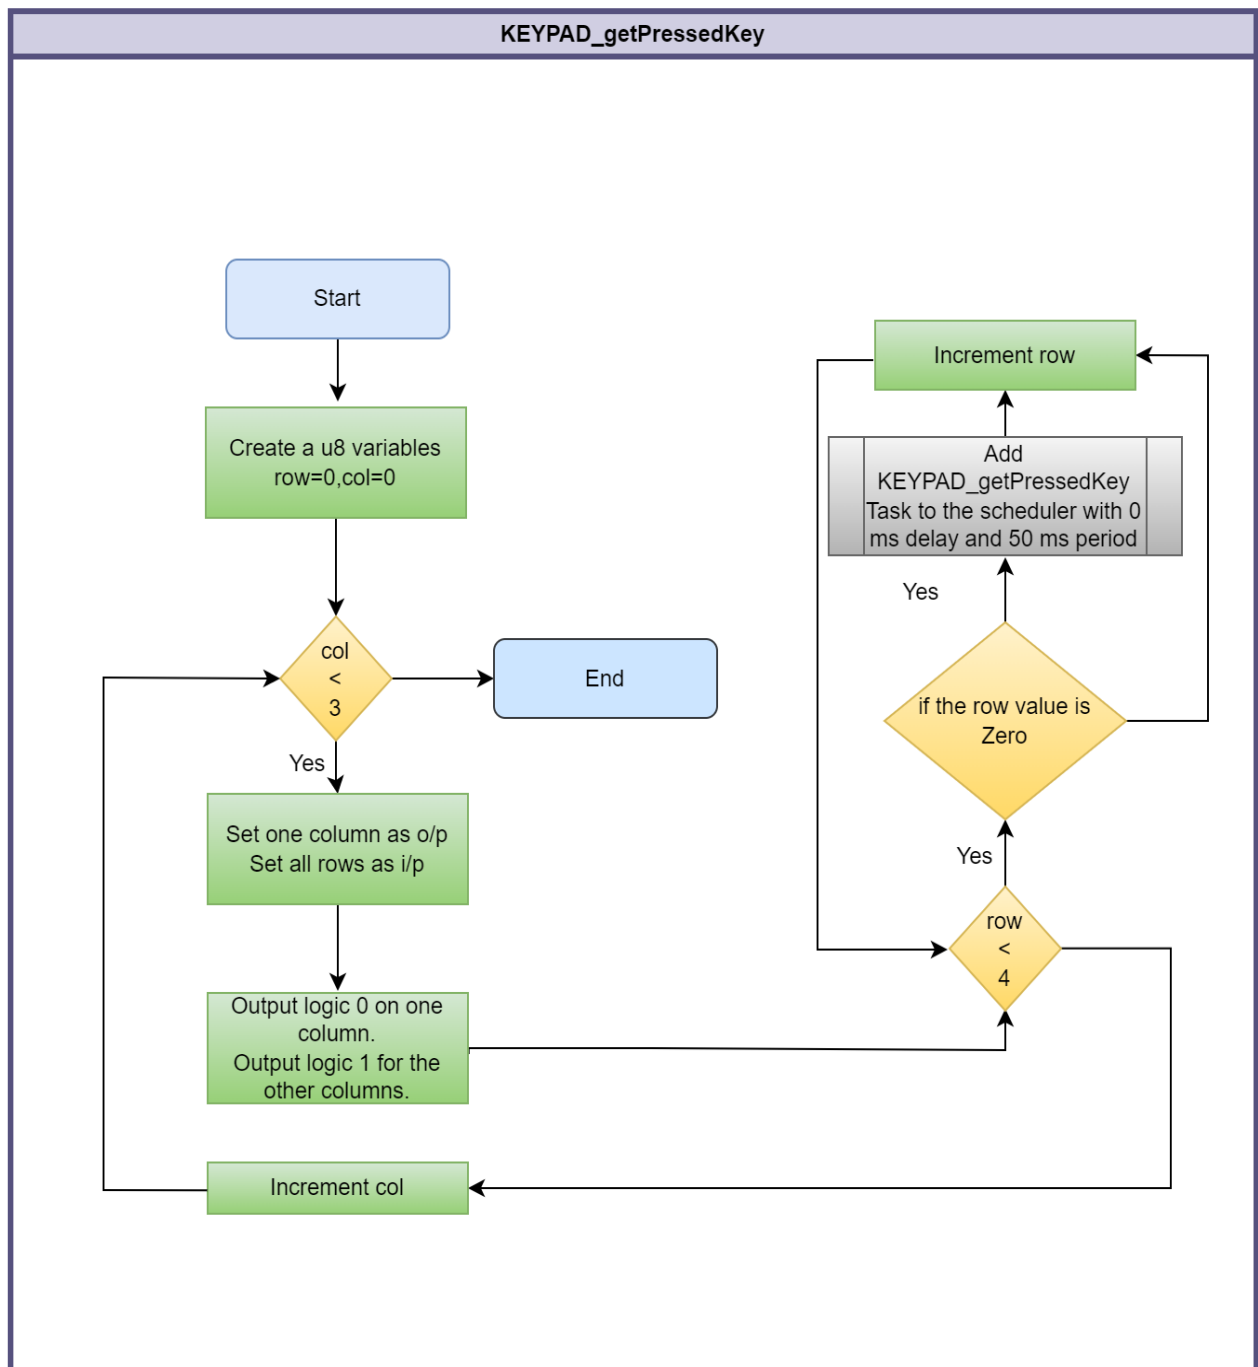 KEYPAD_getPressedKey
Start
Create a u8 variables
row=0,col=0
col
<
3
End
Yes
Set one column as o/p
Set all rows as i/p
Output logic 0 on one
column.
Output logic 1 for the
other columns.
Increment col
Increment row
Add
KEYPAD_getPressedKey
Task to the scheduler with 0
ms delay and 50 ms period
Yes
if the row value is
Zero
Yes
row
<
4